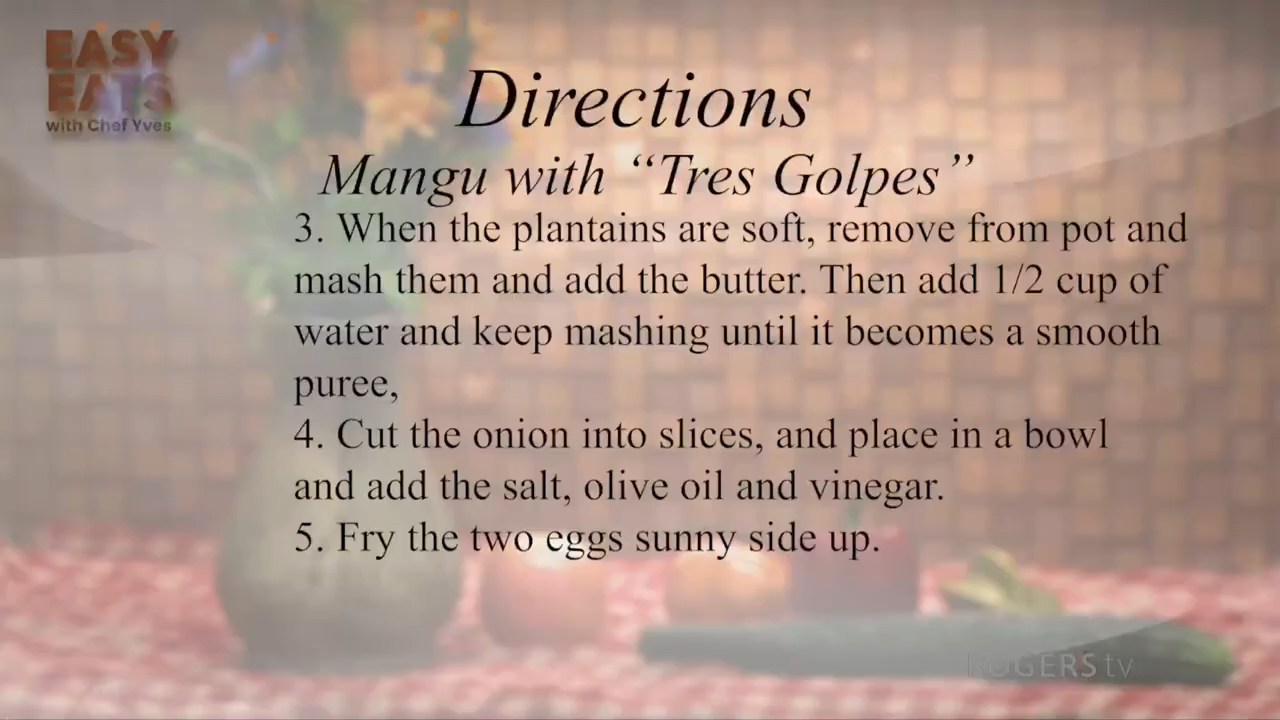 EASY
EATS
with Chef Yves
Directions
Mangu with “Tres Golpes”
3. When the plantains are soft, remove from pot and
mash them and add the butter. Then add 1/2 cup of
water and keep mashing until it becomes a smooth
puree,
4. Cut the onion into slices, and place in a bowl
and add the salt, olive oil and vinegar.
5. Fry the two eggs sunny side up.
ROGERS tv